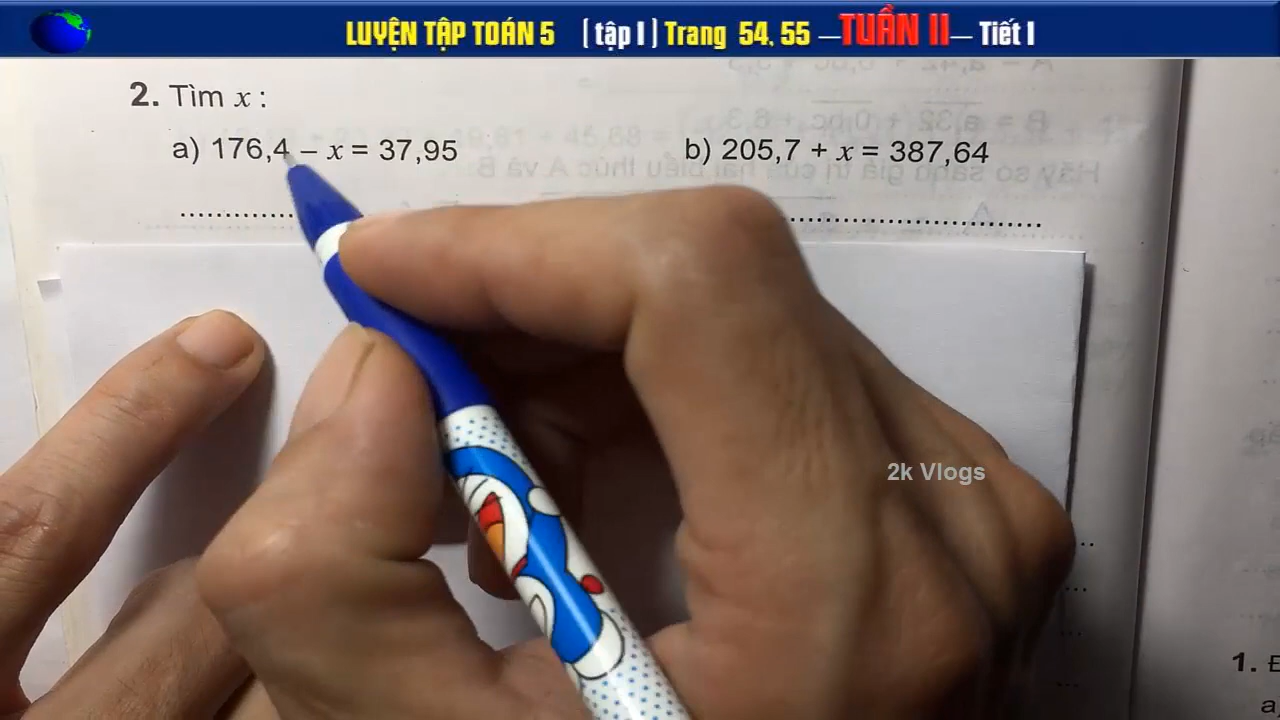 LUYỆN TẬP TOÁN 5 ( tập I ) Trang 54, 55 – TUẦN II – Tiết I
2. Tìm x :
a) 176,4 – x = 37,95
b) 205,7 + x = 387,64
2k Vlogs
1.
a